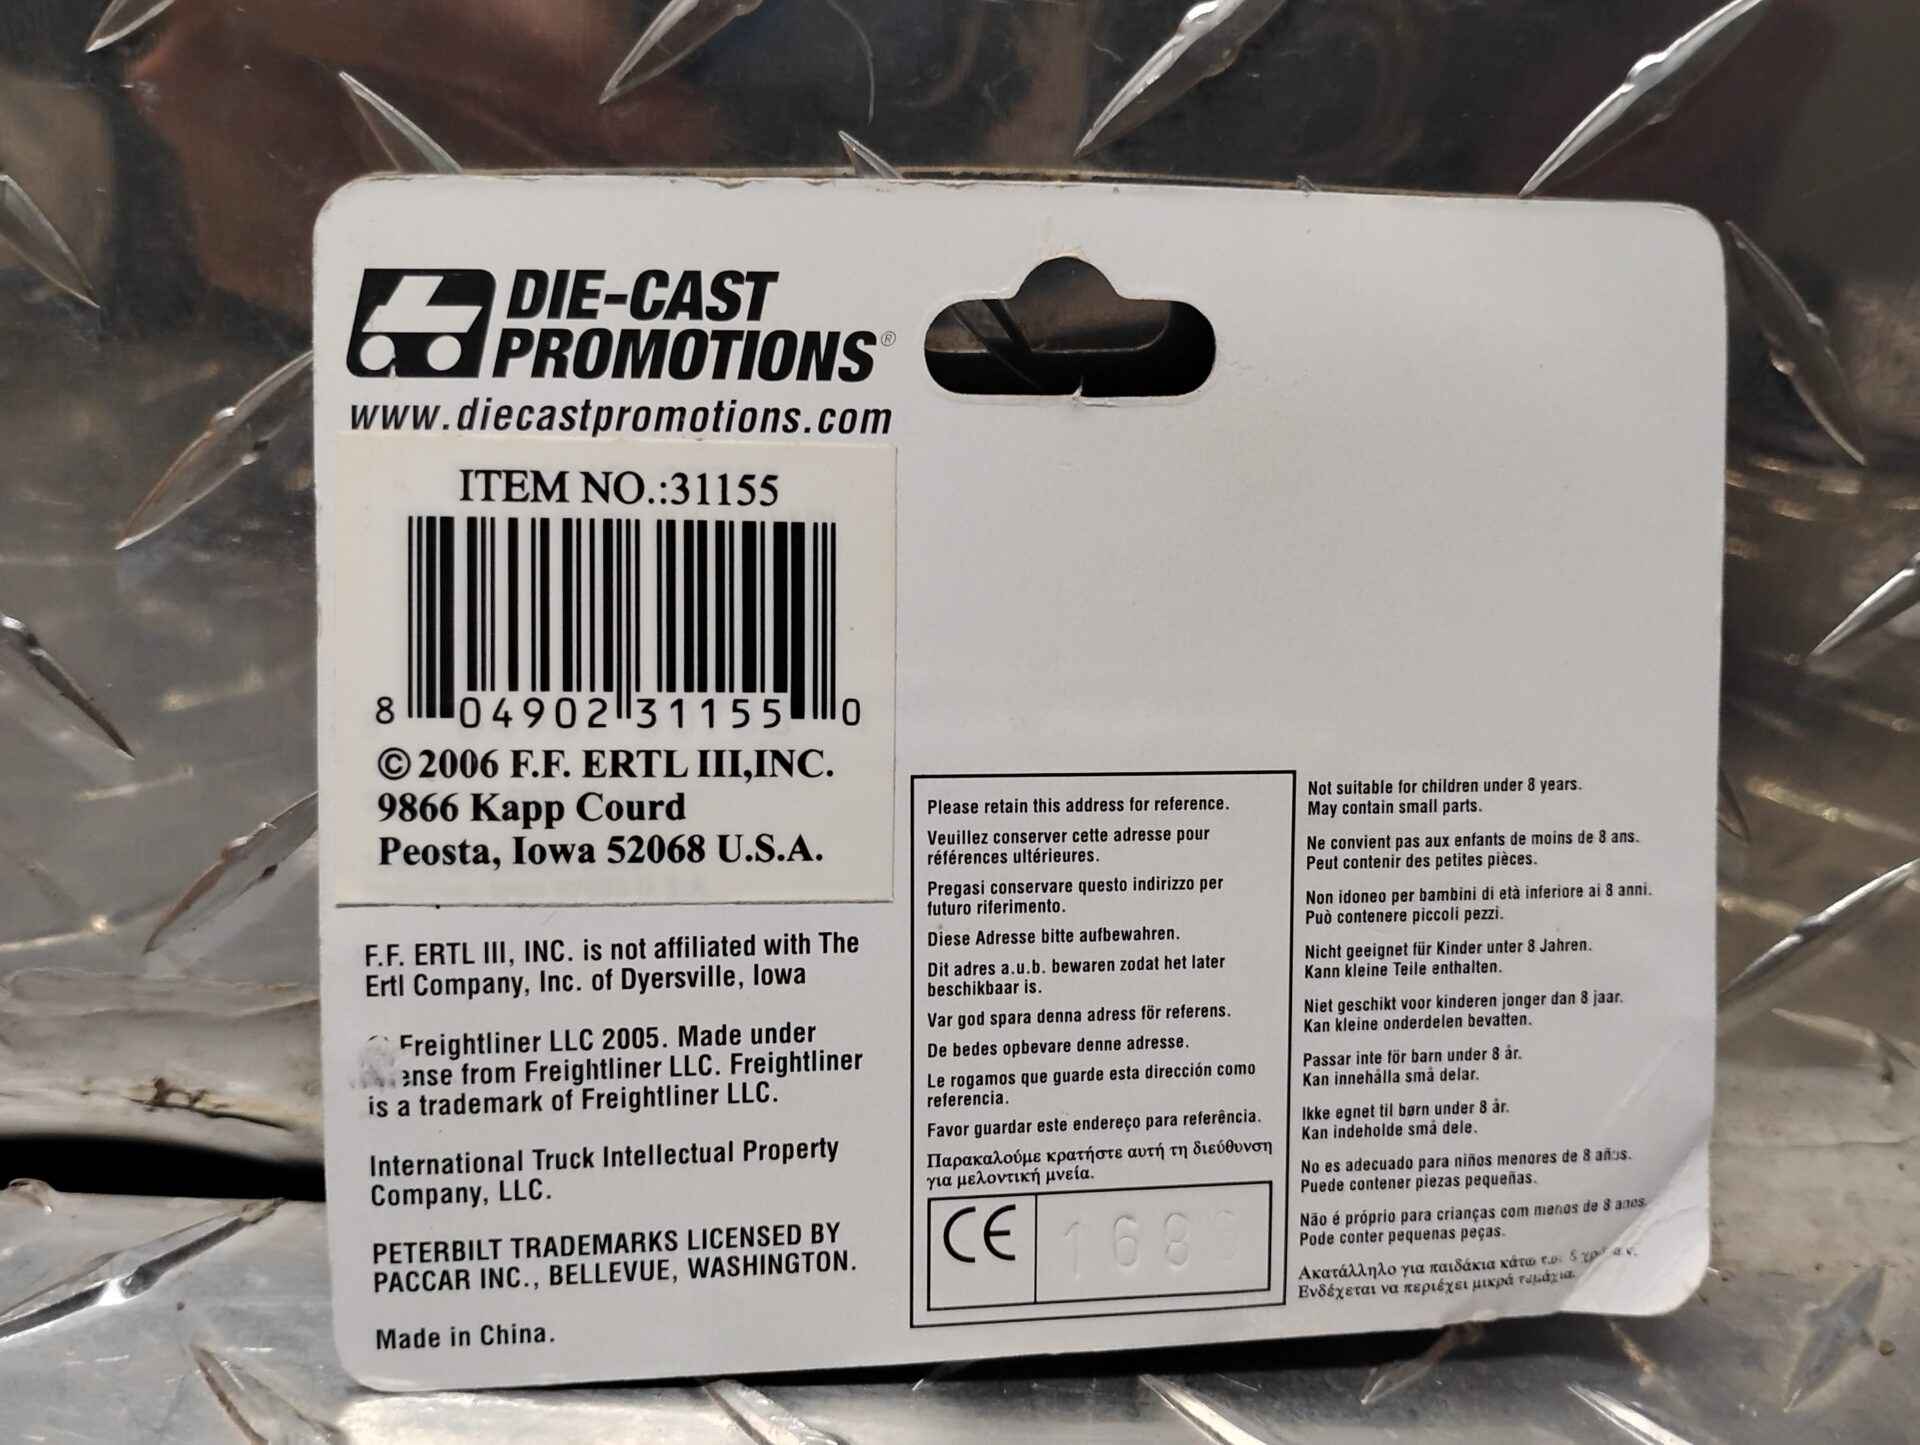 DIE-CAST
PROMOTIONS®
www.diecastpromotions.com
ITEM NO.:31155
8 04902 31155 0
© 2006 F.F. ERTL III,INC.
9866 Kapp Courd
Peosta, Iowa 52068 U.S.A.
F.F. ERTL III, INC. is not affiliated with The
Ertl Company, Inc. of Dyersville, Iowa
Freightliner LLC 2005. Made under
from Freightliner LLC. Freightliner
is a trademark of Freightliner LLC.
International Truck Intellectual Property
Company, LLC.
PETERBILT TRADEMARKS LICENSED BY
PACCAR INC., BELLEVUE, WASHINGTON.
Made in China.
Please retain this address for reference.
Veuillez conserver cette adresse pour
références ultérieures.
Pregasi conservare questo indirizzo per
futuro riferimento.
Diese Adresse bitte aufbewahren.
Dit adres a.u.b. bewaren zodat het later
beschikbaar is.
Var god spara denna adress för referens.
De bedes opbevare denne adresse.
Le rogamos que guarde esta dirección como
referencia.
Favor guardar este endereço para referência.
Παρακαλούμε κρατήστε αυτή τη διεύθυνση
για μελοντική μνεία.
CE
Not suitable for children under 8 years.
May contain small parts.
Ne convient pas aux enfants de moins de 8 ans.
Peut contenir des petites pièces.
Non idoneo per bambini di età inferiore ai 8 anni.
Può contenere piccoli pezzi.
Nicht geeignet für Kinder unter 8 Jahren.
Kann kleine Teile enthalten.
Niet geschikt voor kinderen jonger dan 8 jaar.
Kan kleine onderdelen bevatten.
Passar inte för barn under 8 år.
Kan innehålla små delar.
Ikke egnet til børn under 8 år.
Kan indeholde små dele.
No es adecuado para niños menores de 8 años.
Puede contener piezas pequeñas.
Não é próprio para crianças com menos de 8 anos.
Pode conter pequenas peças.
Ακατάλληλο για παιδάκια κάτω
Ενδέχεται να περιέχει μικρά τεμάχια.